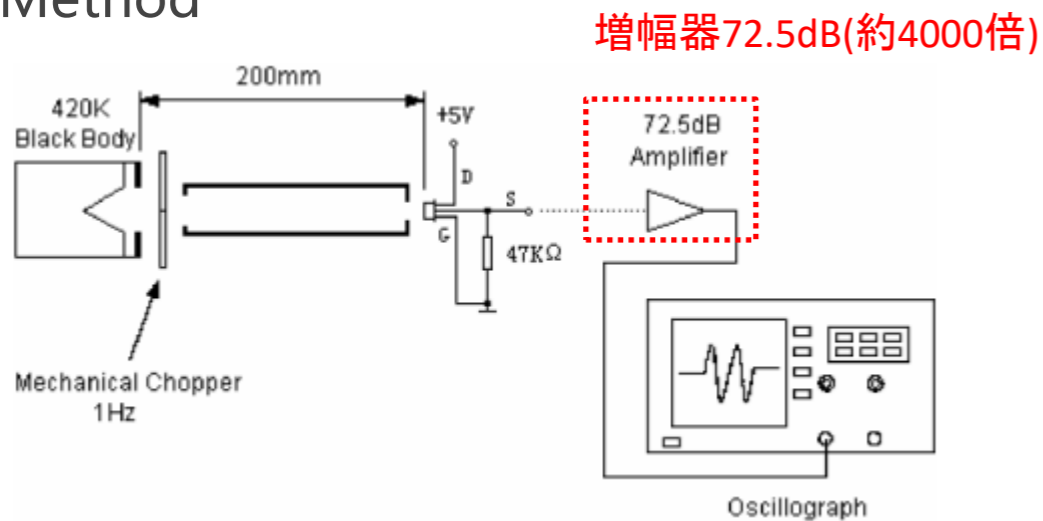 Method
増幅器72.5dB(約4000倍)
200mm
420K
Black Body
+5V
D
S
G
47KΩ
72.5dB
Amplifier
Mechanical Chopper
1Hz
Oscillograph